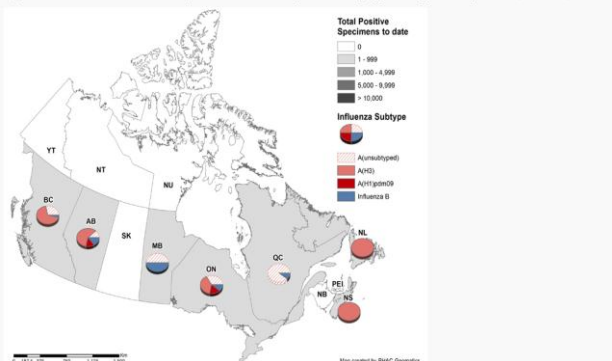 Total Positive
Specimens to date
0
1 - 999
1,000 - 4,999
5,000 - 9,999
> 10,000
Influenza Subtype
A(unsubtyped)
A(H3)
A(H1)pdm09
Influenza B
YT
NT
NU
BC
AB
SK
MB
ON
QC
NL
PEI
NB
NS
Map created by PHAC Geomatics